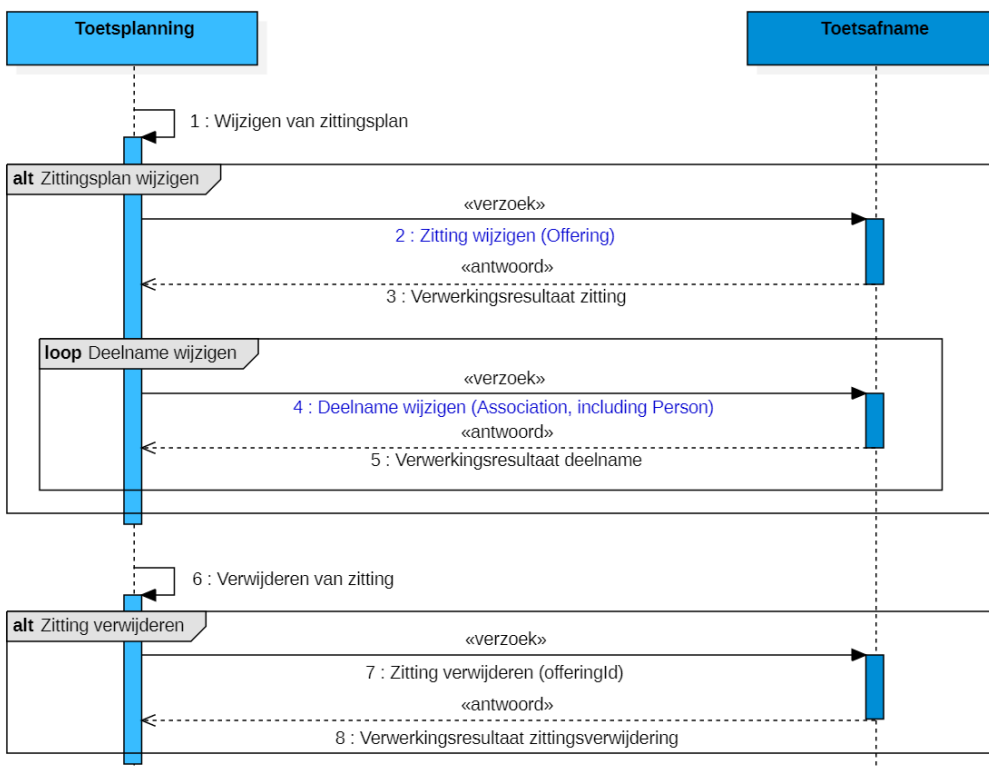 Toetsplanning
Toetsafname
1 : Wijzigen van zittingsplan
alt Zittingsplan wijzigen
«verzoek»
2 : Zitting wijzigen (Offering)
«antwoord»
3 : Verwerkingsresultaat zitting
loop Deelname wijzigen
«verzoek»
4 : Deelname wijzigen (Association, including Person)
«antwoord»
5 : Verwerkingsresultaat deelname
6 : Verwijderen van zitting
alt Zitting verwijderen
«verzoek»
7 : Zitting verwijderen (offeringId)
«antwoord»
8 : Verwerkingsresultaat zittingsverwijdering